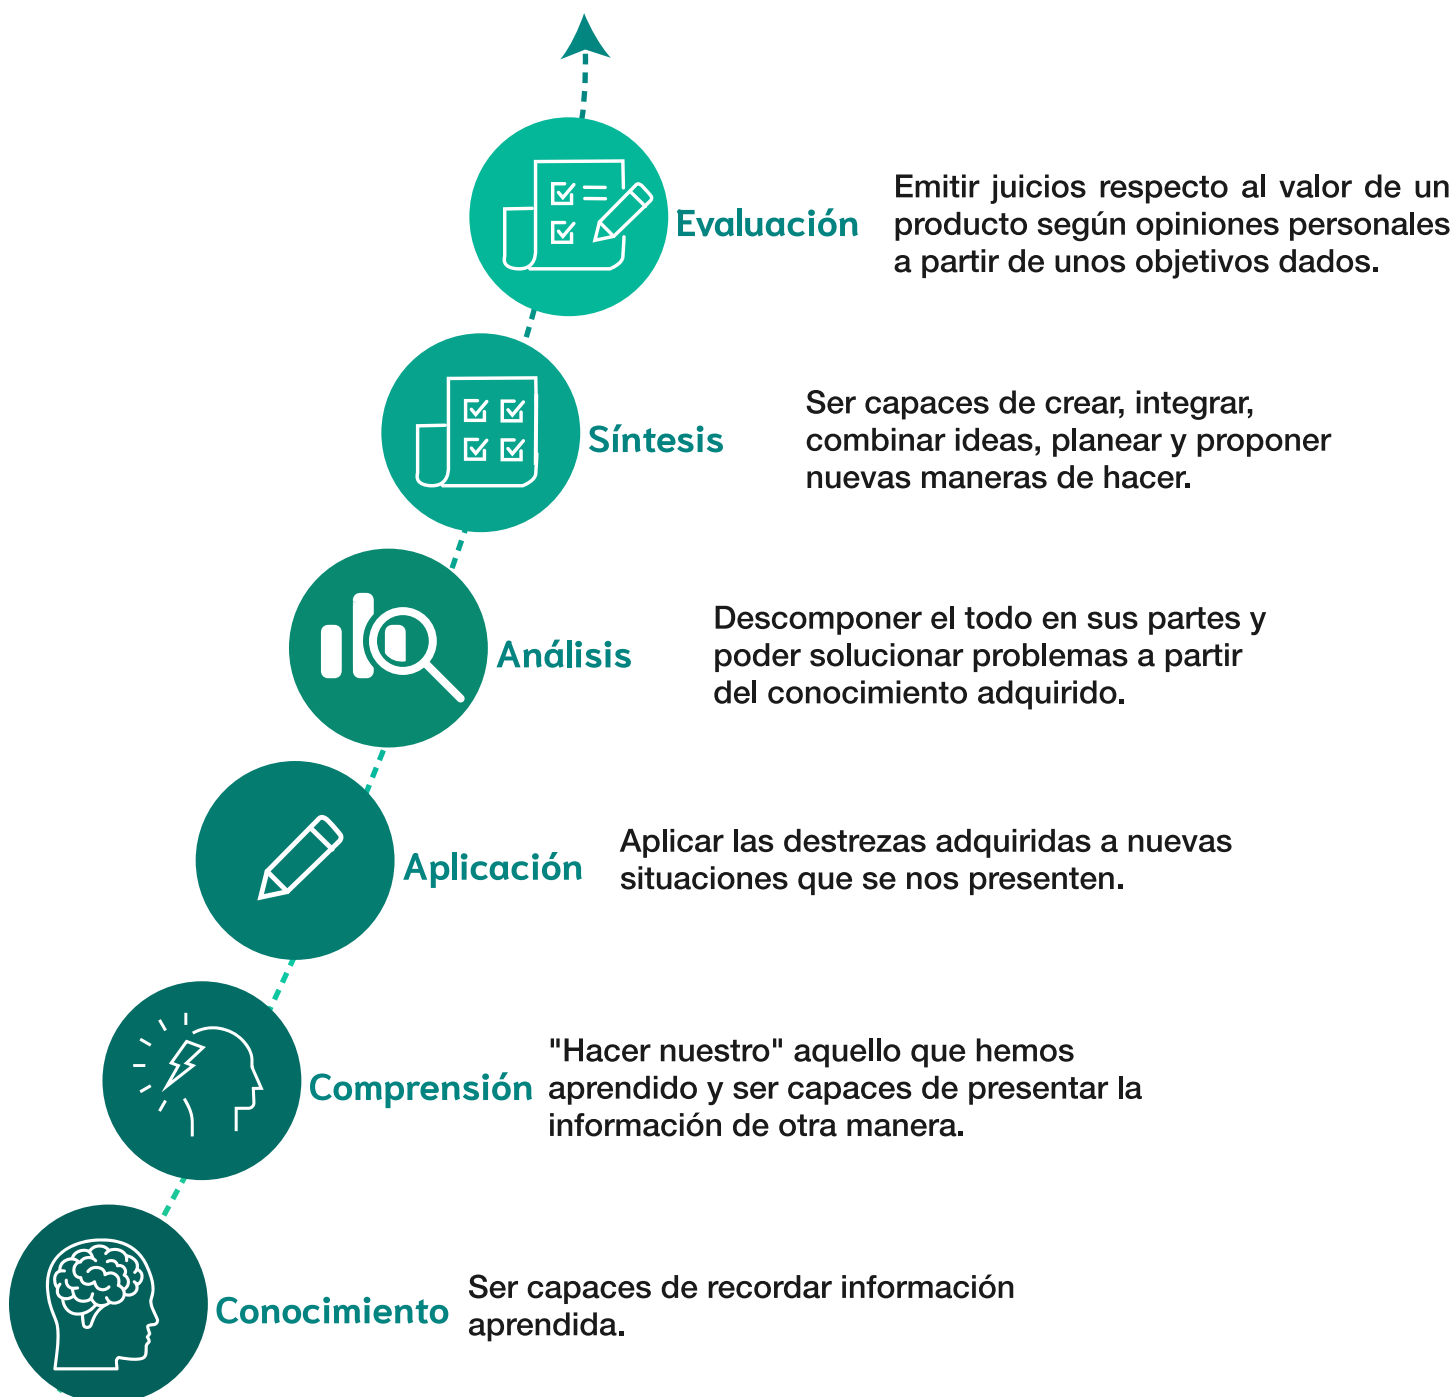 Evaluación
Emitir juicios respecto al valor de un
producto según opiniones personales
a partir de unos objetivos dados.
Síntesis
Ser capaces de crear, integrar,
combinar ideas, planear y proponer
nuevas maneras de hacer.
Análisis
Descomponer el todo en sus partes y
poder solucionar problemas a partir
del conocimiento adquirido.
Aplicación
Aplicar las destrezas adquiridas a nuevas
situaciones que se nos presenten.
Comprensión
"Hacer nuestro" aquello que hemos
aprendido y ser capaces de presentar la
información de otra manera.
Conocimiento
Ser capaces de recordar información
aprendida.